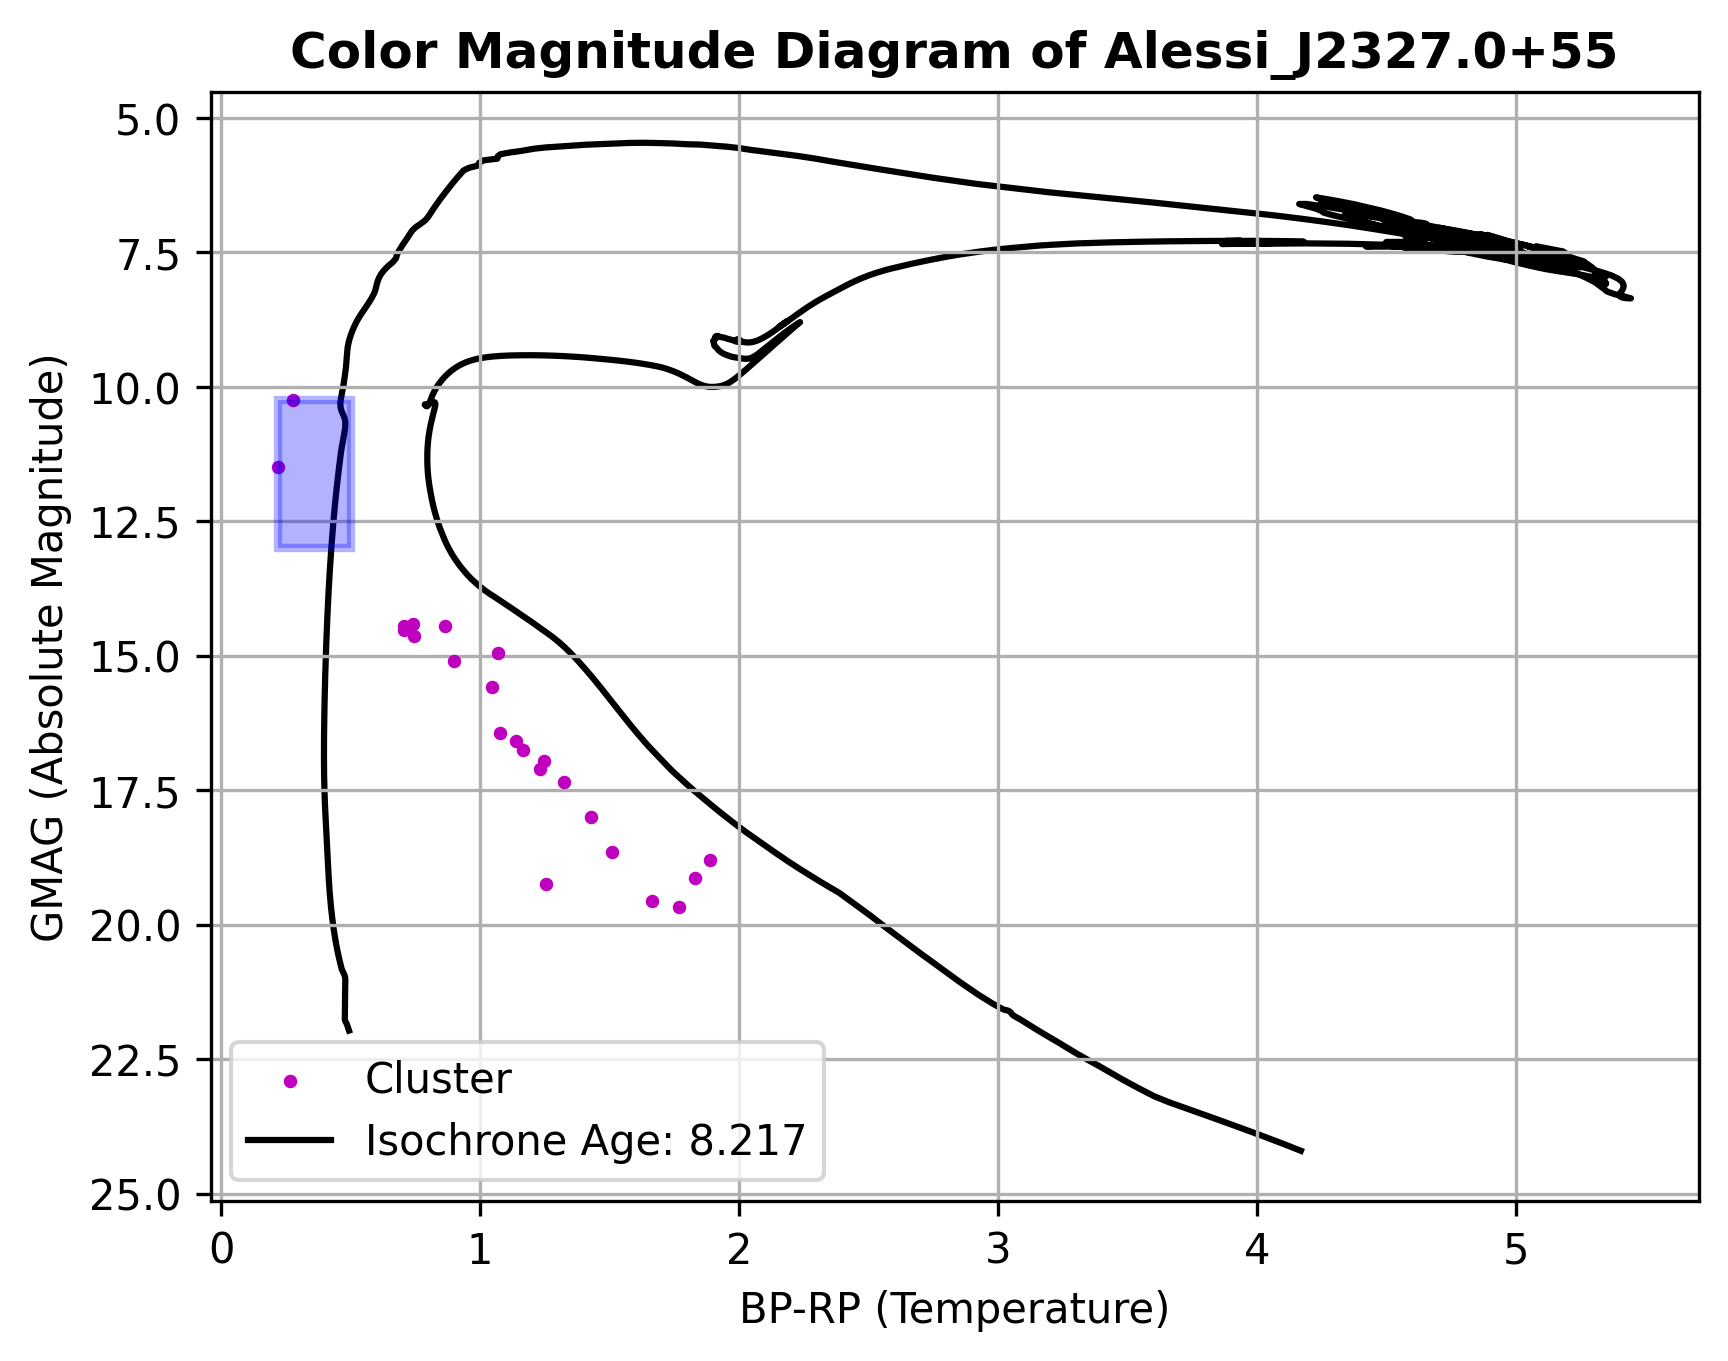 Color Magnitude Diagram of Alessi_J2327.0+55
GMAG (Absolute Magnitude)
5.0
7.5
10.0
12.5
15.0
17.5
20.0
22.5
25.0
Cluster
Isochrone Age: 8.217
0 1 2 3 4 5
BP-RP (Temperature)